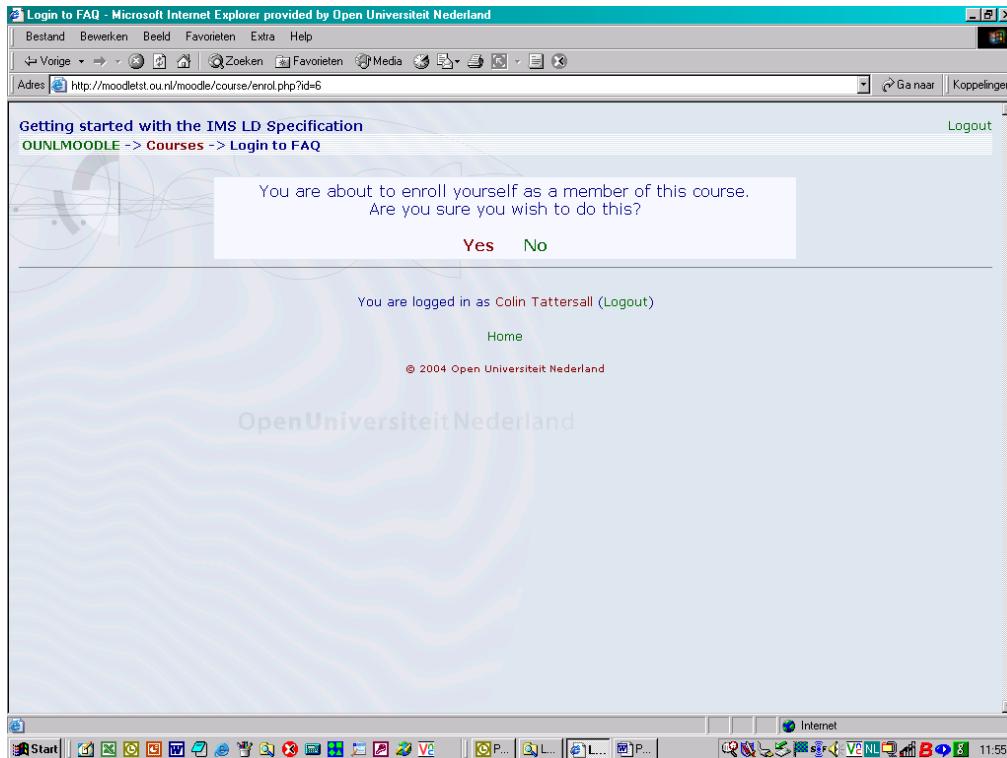 Login to FAQ - Microsoft Internet Explorer provided by Open Universiteit Nederland
Bestand Bewerken Beeld Favorieten Extra Help
Vorige Zoeken Favorieten Media
Adres http://moodletst.ou.nl/moodle/course/enrol.php?id=6 Ga naar Koppelingen
Getting started with the IMS LD Specification Logout
OUNLMOODLE -> Courses -> Login to FAQ
You are about to enroll yourself as a member of this course.
Are you sure you wish to do this?
Yes No
You are logged in as Colin Tattersall (Logout)
Home
© 2004 Open Universiteit Nederland
Open Universiteit Nederland
Internet
Start P... L... L... P... NL 11:55